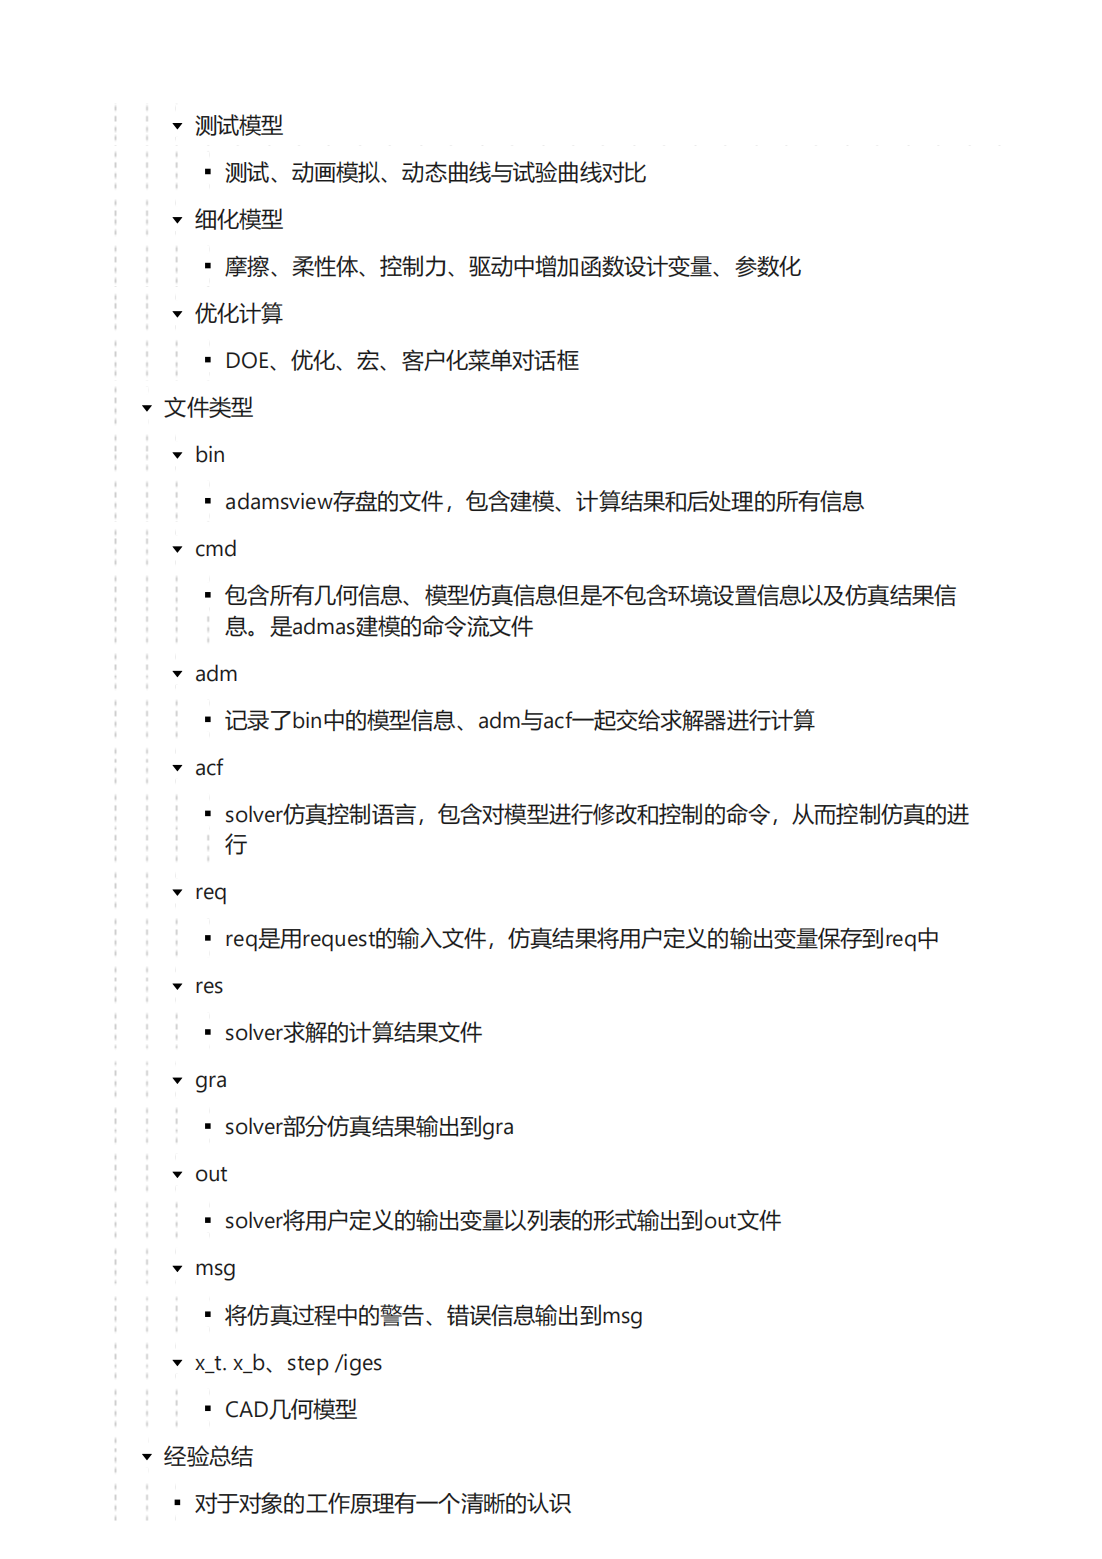 测试模型
测试、动画模拟、动态曲线与试验曲线对比
细化模型
摩擦、柔性体、控制力、驱动中增加函数设计变量、参数化
优化计算
DOE、优化、宏、客户化菜单对话框
文件类型
bin
adamsview存盘的文件，包含建模、计算结果和后处理的所有信息
cmd
包含所有几何信息、模型仿真信息但是不包含环境设置信息以及仿真结果信
息。是admas建模的命令流文件
adm
记录了bin中的模型信息、adm与acf一起交给求解器进行计算
acf
solver仿真控制语言，包含对模型进行修改和控制的命令，从而控制仿真的进
行
req
req是用request的输入文件，仿真结果将用户定义的输出变量保存到req中
res
solver求解的计算结果文件
gra
solver部分仿真结果输出到gra
out
solver将用户定义的输出变量以列表的形式输出到out文件
msg
将仿真过程中的警告、错误信息输出到msg
x_t. x_b、step /iges
CAD几何模型
经验总结
对于对象的工作原理有一个清晰的认识